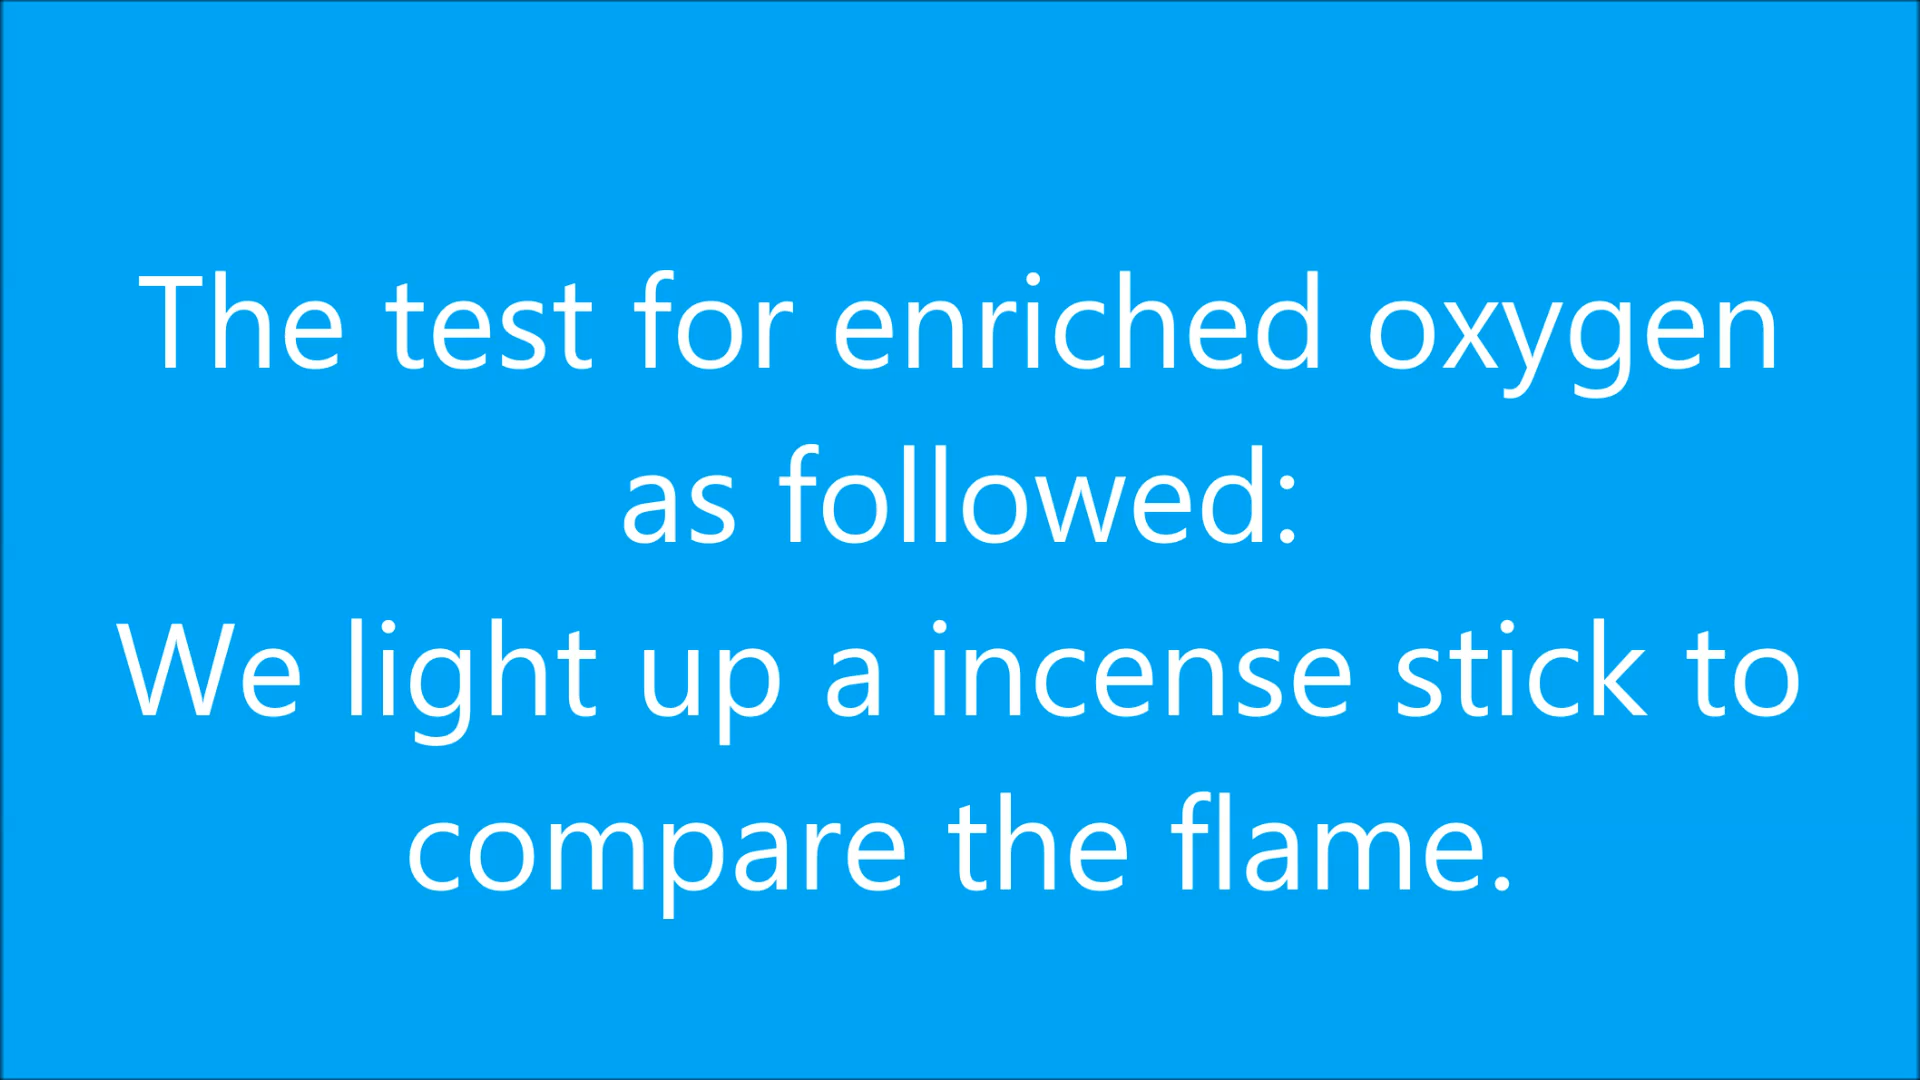 The test for enriched oxygen
as followed:
We light up a incense stick to
compare the flame.